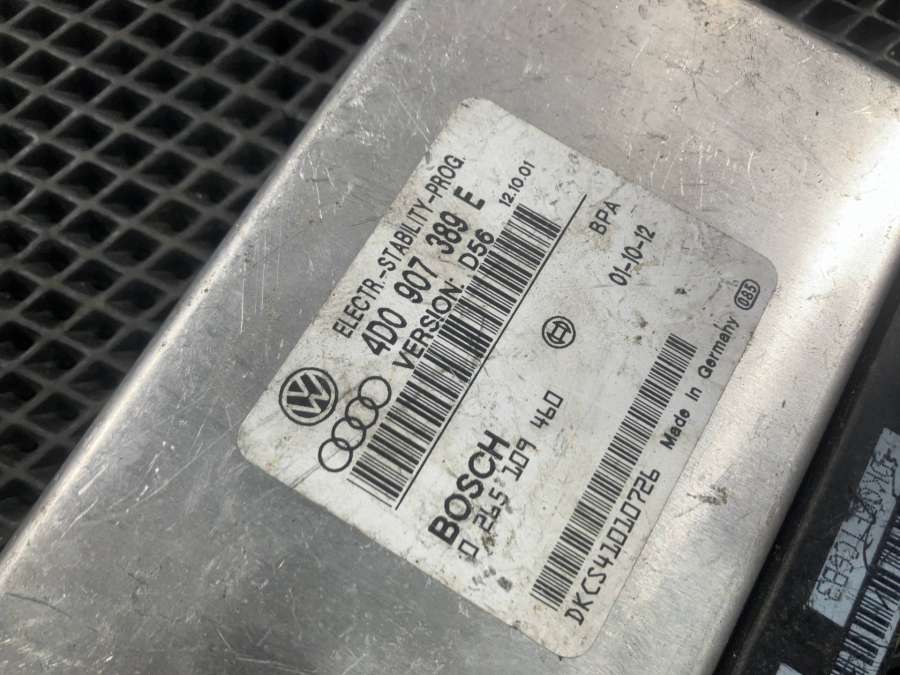 ELECTR.-STABILITY-PROG.
4D0 907 389 E
VERSION: D56
12.10.01
BPA
01-10-12
BOSCH
0 265 109 460
DKCS41010726
Made in Germany
085